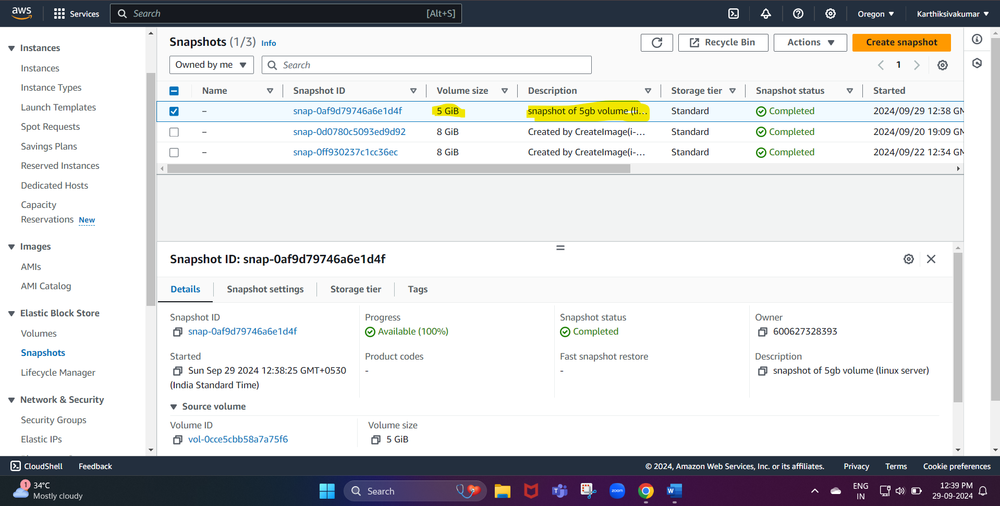 aws
Services
Search
[Alt+S]
Oregon
Karthiksivakumar
Instances
Instances
Instance Types
Launch Templates
Spot Requests
Savings Plans
Reserved Instances
Dedicated Hosts
Capacity
Reservations New
Images
AMIs
AMI Catalog
Elastic Block Store
Volumes
Snapshots
Lifecycle Manager
Network & Security
Security Groups
Elastic IPs
Snapshots (1/3) Info
Recycle Bin
Actions
Create snapshot
Owned by me
Search
1
Name Snapshot ID Volume size Description Storage tier Snapshot status Started
– snap-0af9d79746a6e1d4f 5 GiB snapshot of 5gb volume (li... Standard Completed 2024/09/29 12:38 GM
– snap-0d0780c5093ed9d92 8 GiB Created by CreateImage(i-... Standard Completed 2024/09/20 19:09 GM
– snap-0ff930237c1cc36ec 8 GiB Created by CreateImage(i-... Standard Completed 2024/09/22 12:34 GM
Snapshot ID: snap-0af9d79746a6e1d4f
Details Snapshot settings Storage tier Tags
Snapshot ID
snap-0af9d79746a6e1d4f
Progress
Available (100%)
Snapshot status
Completed
Owner
600627328393
Started
Sun Sep 29 2024 12:38:25 GMT+0530
(India Standard Time)
Product codes
-
Fast snapshot restore
-
Description
snapshot of 5gb volume (linux server)
Source volume
Volume ID
vol-0cce5cbb58a7a75f6
Volume size
5 GiB
CloudShell Feedback
© 2024, Amazon Web Services, Inc. or its affiliates. Privacy Terms Cookie preferences
1
34°C
Mostly cloudy
Search
zoom
ENG
IN
12:39 PM
29-09-2024